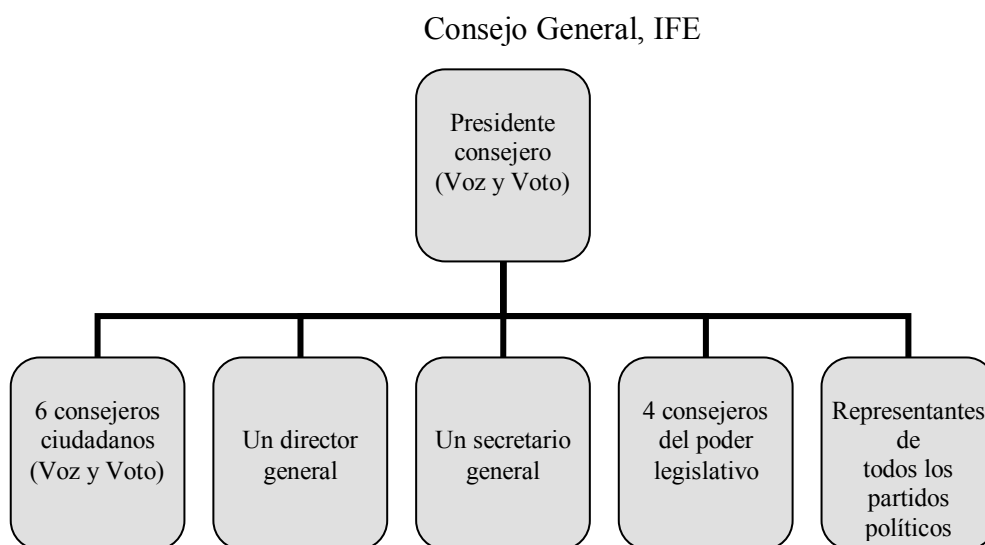 Consejo General, IFE
Presidente
consejero
(Voz y Voto)
6 consejeros
ciudadanos
(Voz y Voto)
Un director
general
Un secretario
general
4 consejeros
del poder
legislativo
Representantes
de
todos los
partidos
políticos